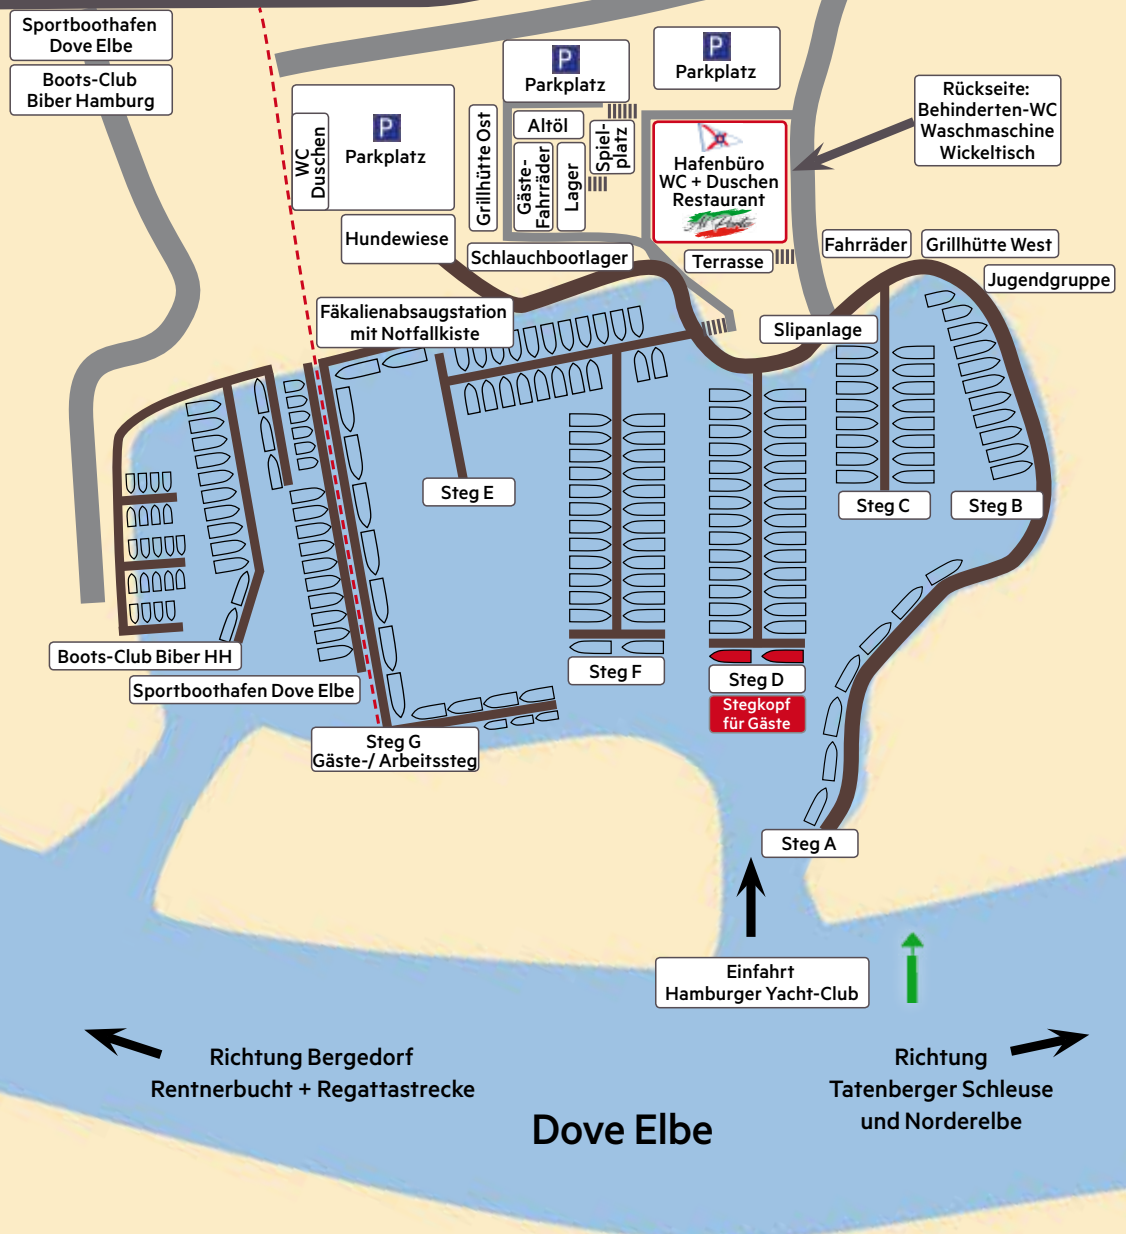 Sportboothafen
Dove Elbe
Boots-Club
Biber Hamburg
P
Parkplatz
P
Parkplatz
P
Parkplatz
WC
Duschen
Grillhütte Ost
Altöl
Gäste-
Fahrräder
Lager
Spiel-
platz
Hafenbüro
WC + Duschen
Restaurant
Rückseite:
Behinderten-WC
Waschmaschine
Wickeltisch
Hundewiese
Schlauchbootlager
Terrasse
Fahrräder
Grillhütte West
Jugendgruppe
Fäkalienabsaugstation
mit Notfallkiste
Slipanlage
Steg E
Steg C
Steg B
Boots-Club Biber HH
Sportboothafen Dove Elbe
Steg F
Steg D
Stegkopf
für Gäste
Steg G
Gäste-/ Arbeitssteg
Steg A
Einfahrt
Hamburger Yacht-Club
Richtung Bergedorf
Rentnerbucht + Regattastrecke
Richtung
Tatenberger Schleuse
und Norderelbe
Dove Elbe